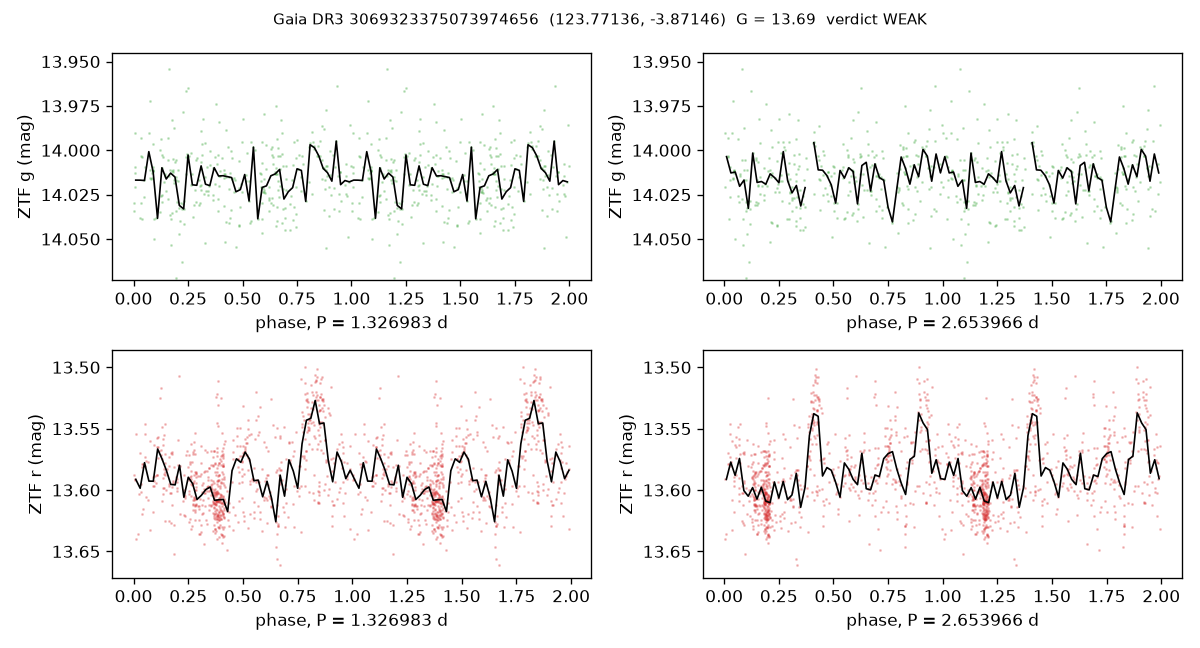 Gaia DR3 3069323375073974656 (123.77136, -3.87146) G = 13.69 verdict WEAK
ZTF g (mag)
13.950
13.975
14.000
14.025
14.050
0.00 0.25 0.50 0.75 1.00 1.25 1.50 1.75 2.00
phase, P = 1.326983 d
ZTF g (mag)
13.950
13.975
14.000
14.025
14.050
0.00 0.25 0.50 0.75 1.00 1.25 1.50 1.75 2.00
phase, P = 2.653966 d
ZTF r (mag)
13.50
13.55
13.60
13.65
0.00 0.25 0.50 0.75 1.00 1.25 1.50 1.75 2.00
phase, P = 1.326983 d
ZTF r (mag)
13.50
13.55
13.60
13.65
0.00 0.25 0.50 0.75 1.00 1.25 1.50 1.75 2.00
phase, P = 2.653966 d